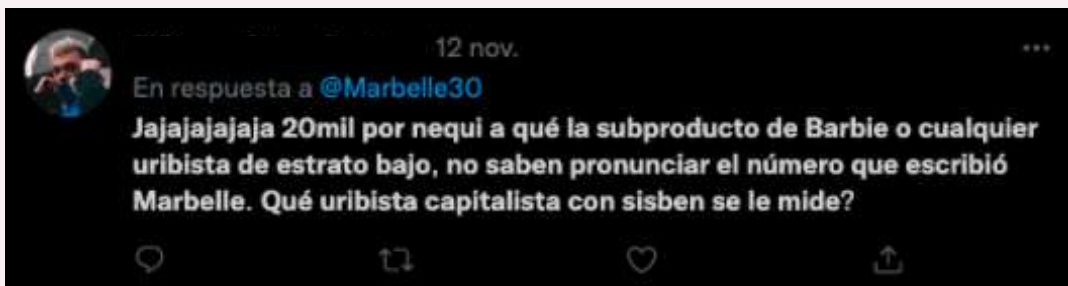 12 nov.
En respuesta a @Marbelle30
Jajajajajaja 20mil por nequi a qué la subproducto de Barbie o cualquier
uribista de estrato bajo, no saben pronunciar el número que escribió
Marbelle. Qué uribista capitalista con sisben se le mide?